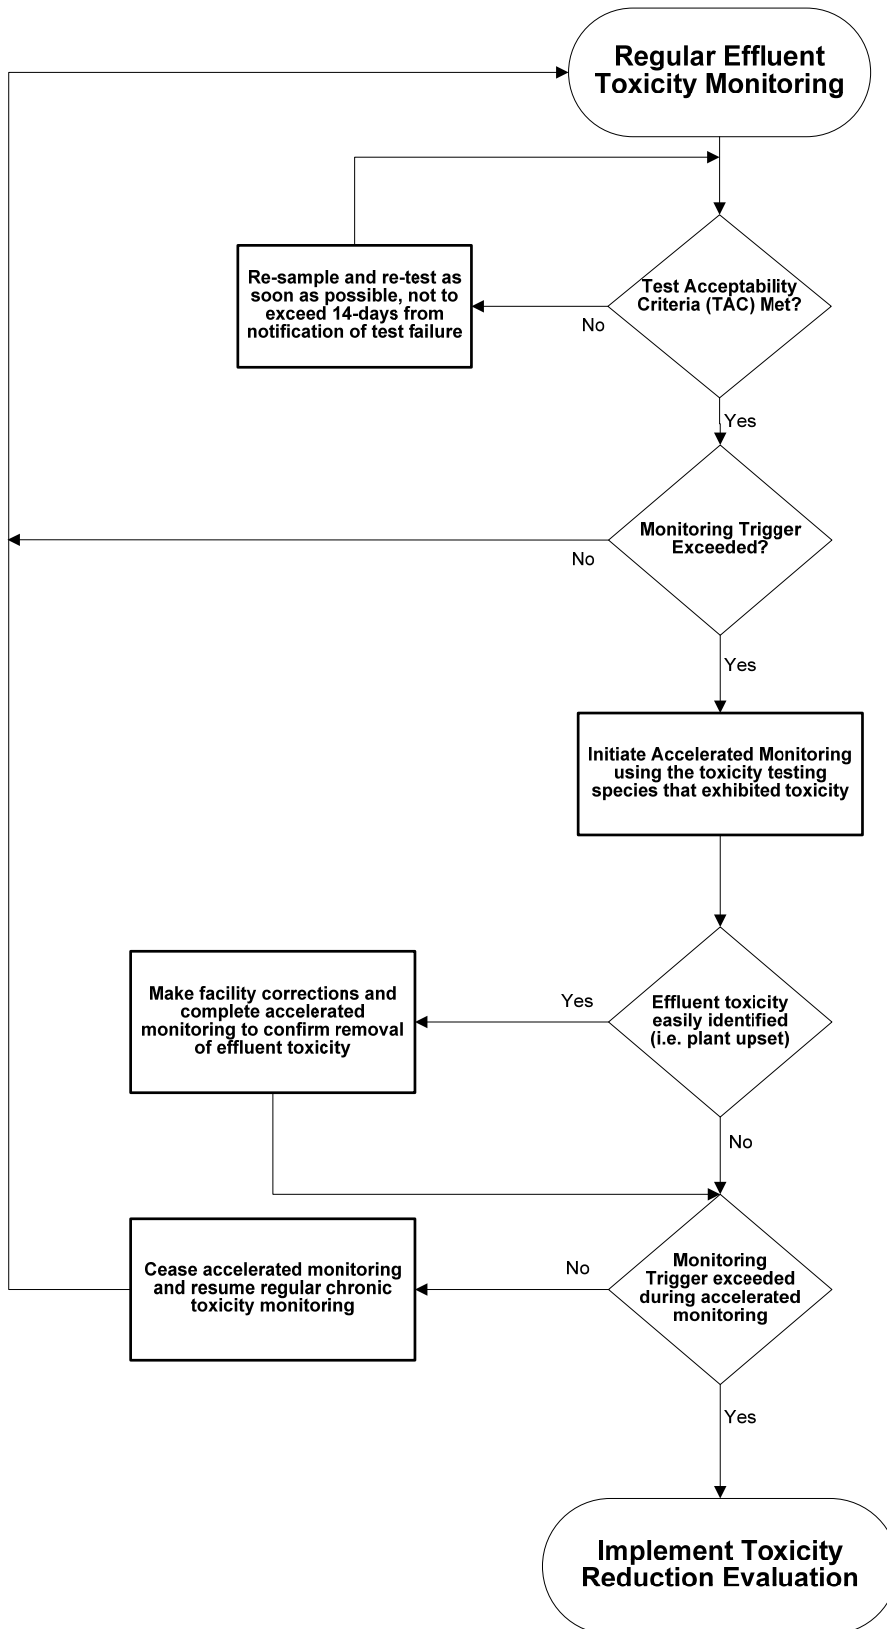 Regular Effluent
Toxicity Monitoring
Re-sample and re-test as
soon as possible, not to
exceed 14-days from
notification of test failure
Test Acceptability
Criteria (TAC) Met?
No
Yes
Monitoring Trigger
Exceeded?
No
Yes
Initiate Accelerated Monitoring
using the toxicity testing
species that exhibited toxicity
Make facility corrections and
complete accelerated
monitoring to confirm removal
of effluent toxicity
Yes
Effluent toxicity
easily identified
(i.e. plant upset)
No
Cease accelerated monitoring
and resume regular chronic
toxicity monitoring
No
Monitoring
Trigger exceeded
during accelerated
monitoring
Yes
Implement Toxicity
Reduction Evaluation